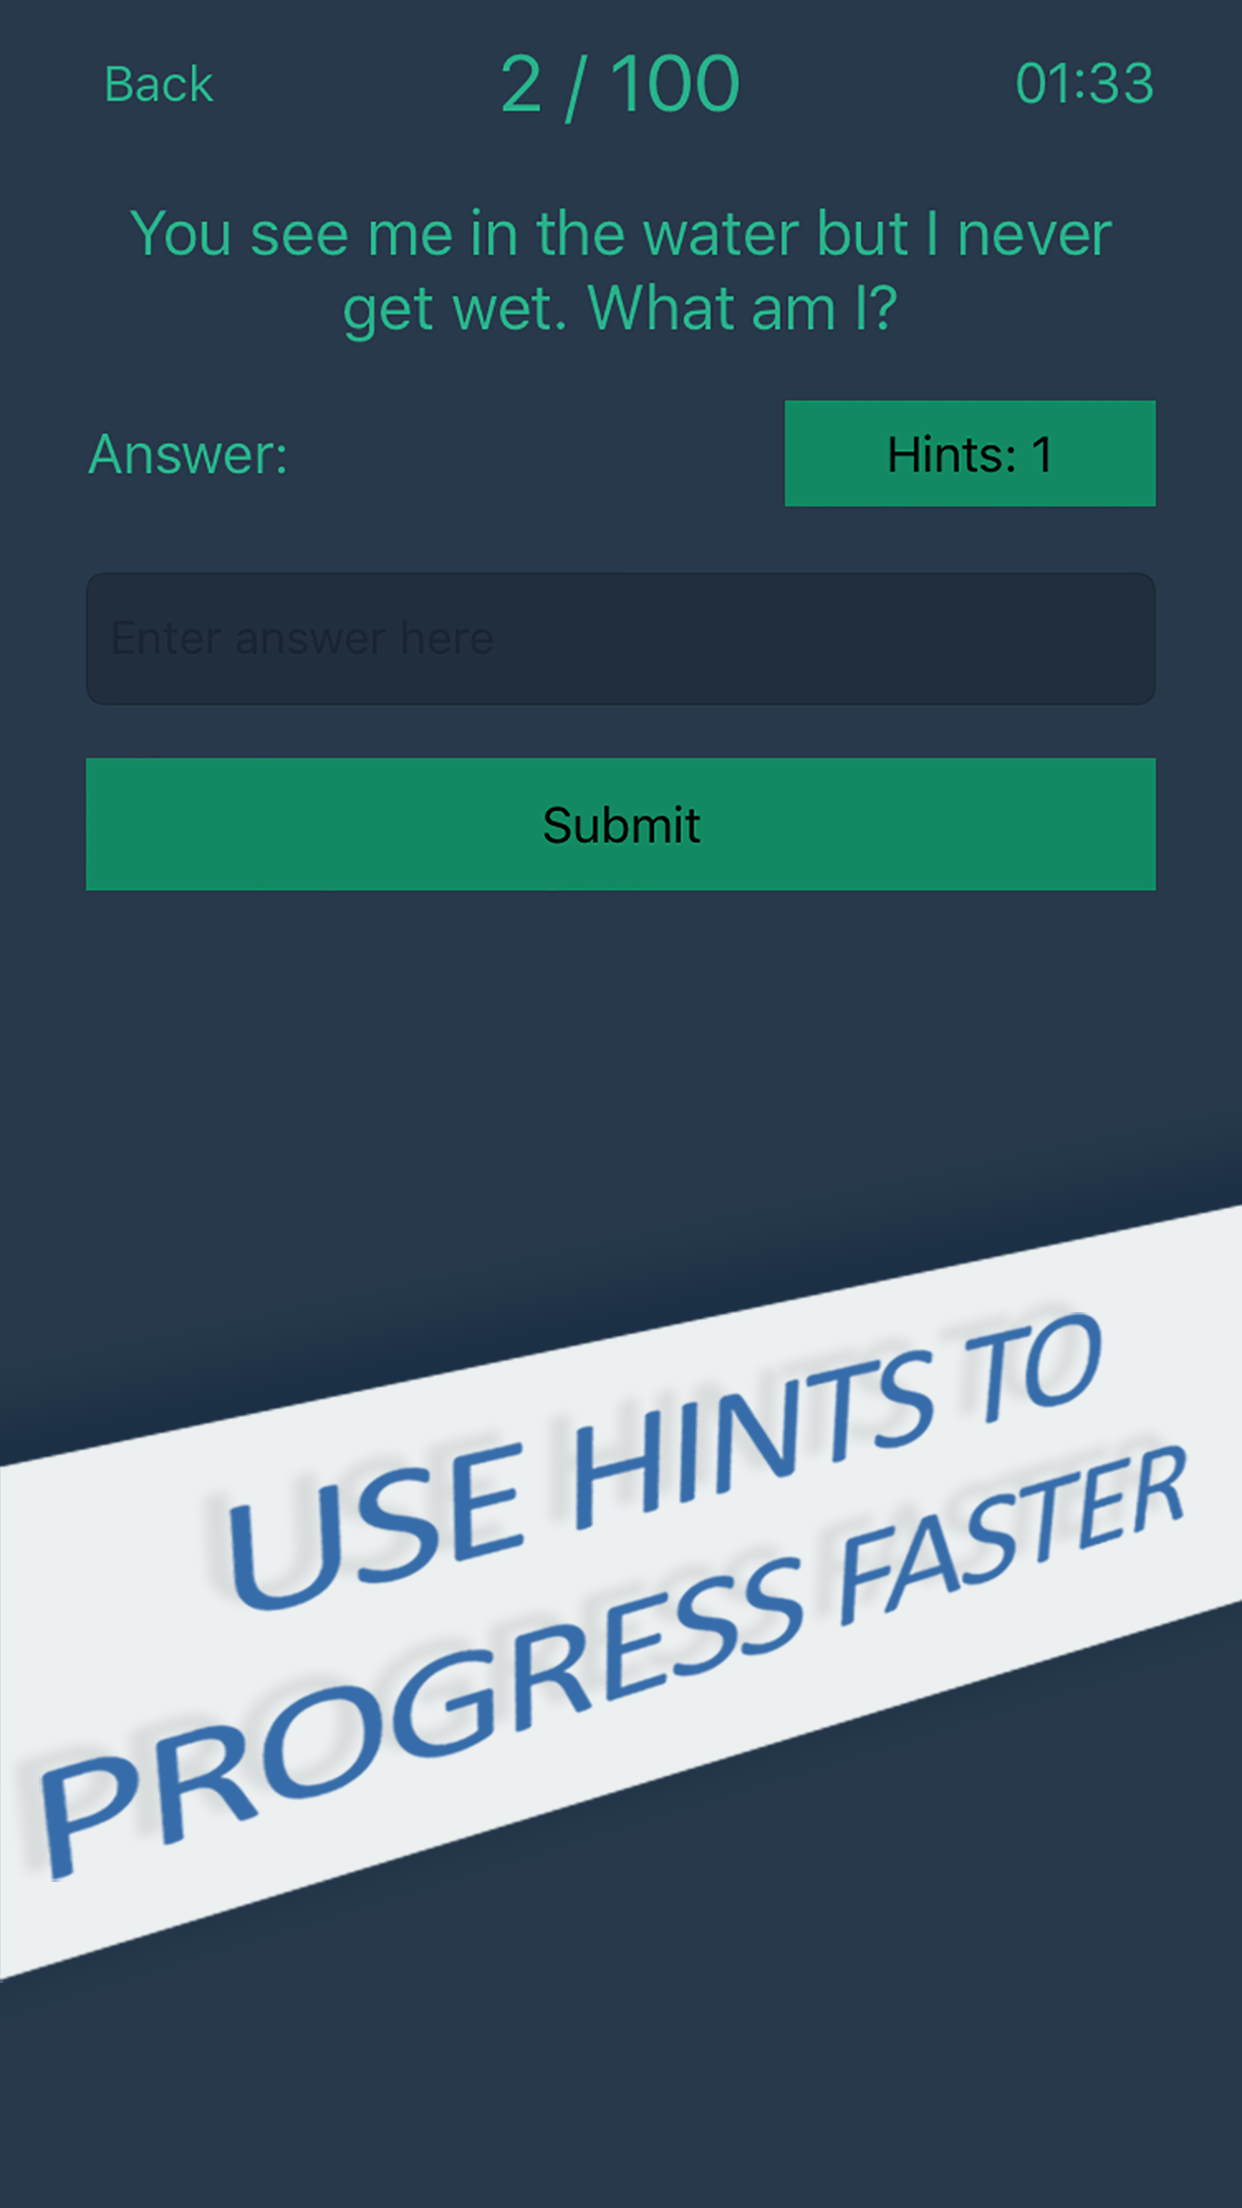 Back
2 / 100
01:33
You see me in the water but I never
get wet. What am I?
Answer:
Hints: 1
Enter answer here
Submit
USE HINTS TO
PROGRESS FASTER